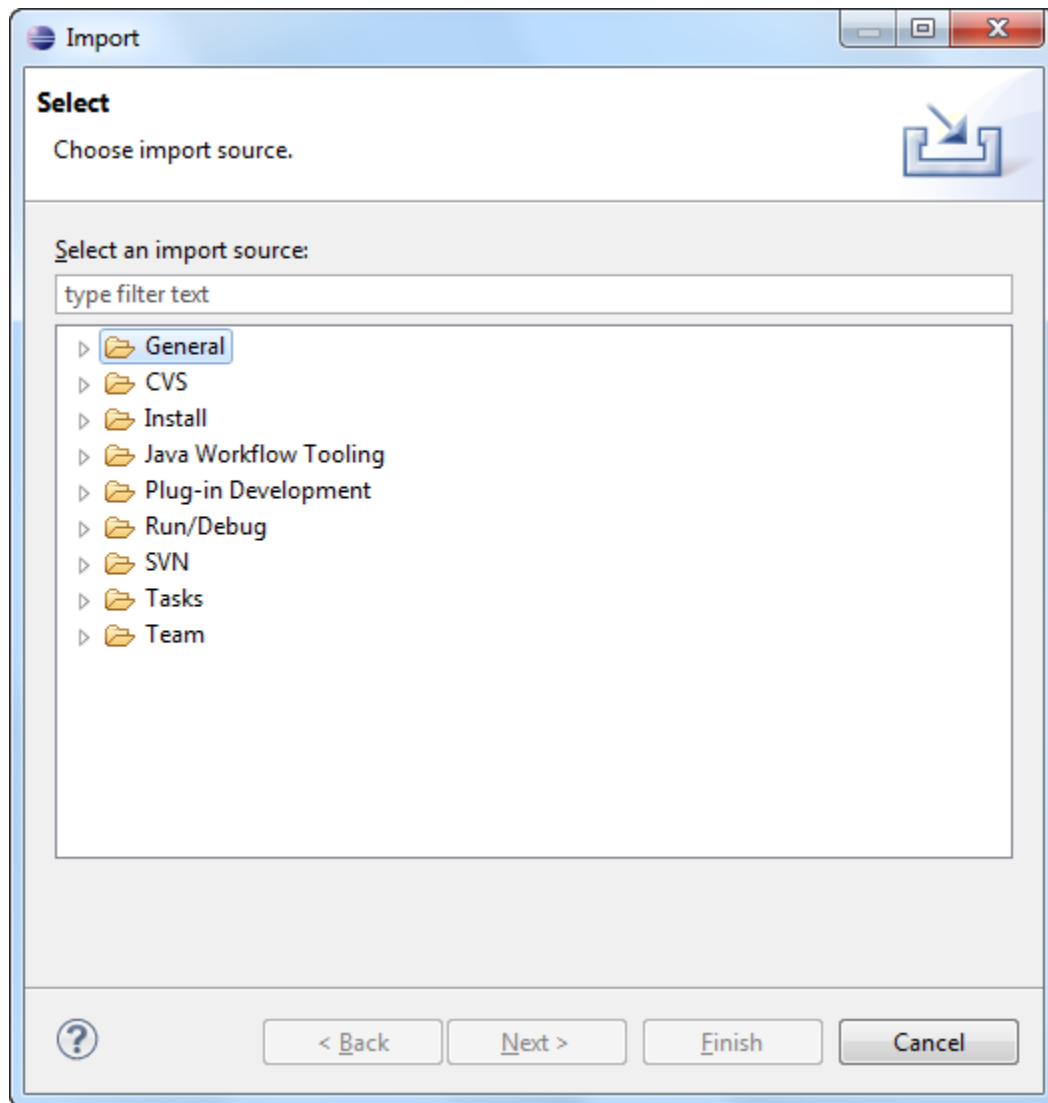 Import
Select
Choose import source.
Select an import source:
type filter text
General
CVS
Install
Java Workflow Tooling
Plug-in Development
Run/Debug
SVN
Tasks
Team
?
< Back
Next >
Finish
Cancel